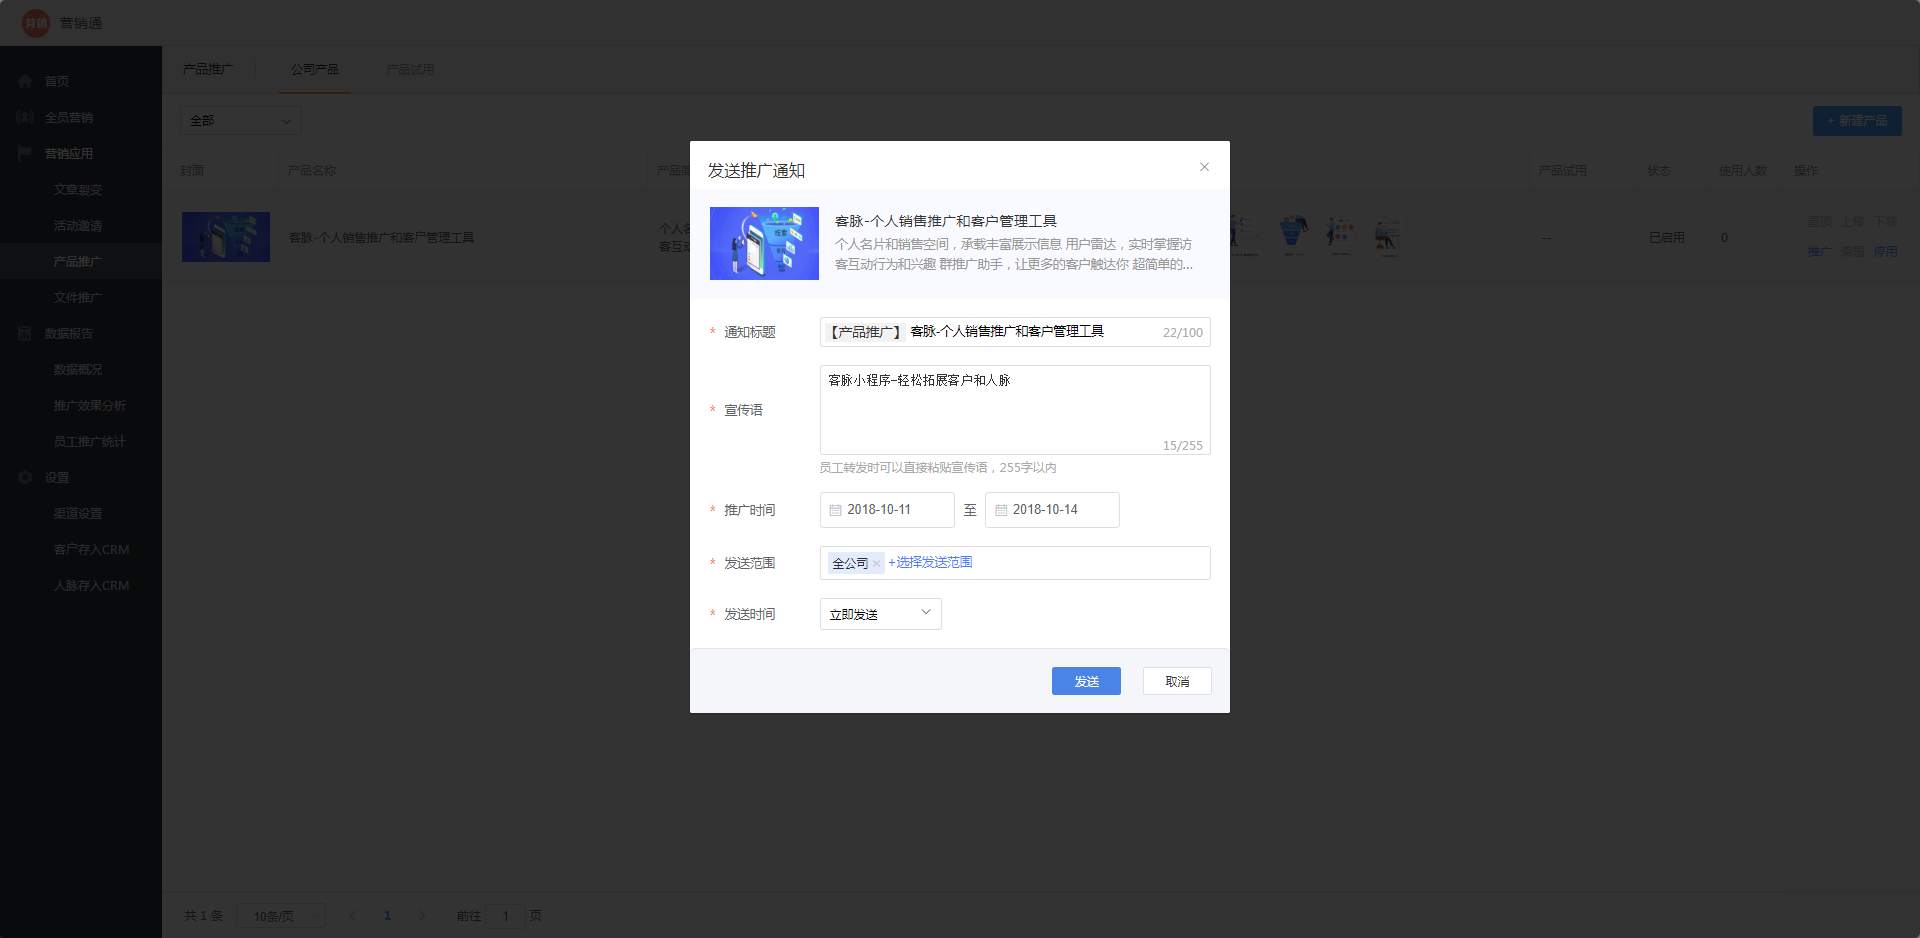 营销通
首页
全员营销
营销应用
文章裂变
活动邀请
产品推广
文件推广
数据报告
数据概况
推广效果分析
员工推广统计
设置
渠道设置
客户存入CRM
人脉存入CRM
产品推广 公司产品 产品试用
全部
+ 新建产品
封面 产品名称 产品 产品试用 状态 使用人数 操作
客脉-个人销售推广和客户管理工具
个人
客互动
-- 已启用 0
置顶 上移 下移
推广 编辑 停用
发送推广通知
客脉-个人销售推广和客户管理工具
个人名片和销售空间，承载丰富展示信息 用户雷达，实时掌握访
客互动行为和兴趣 群推广助手，让更多的客户触达你 超简单的...
* 通知标题 【产品推广】 客脉-个人销售推广和客户管理工具 22/100
* 宣传语 客脉小程序-轻松拓展客户和人脉
15/255
员工转发时可以直接粘贴宣传语，255字以内
* 推广时间 2018-10-11 至 2018-10-14
* 发送范围 全公司 × +选择发送范围
* 发送时间 立即发送
发送 取消
共 1 条 10条/页 1 前往 1 页